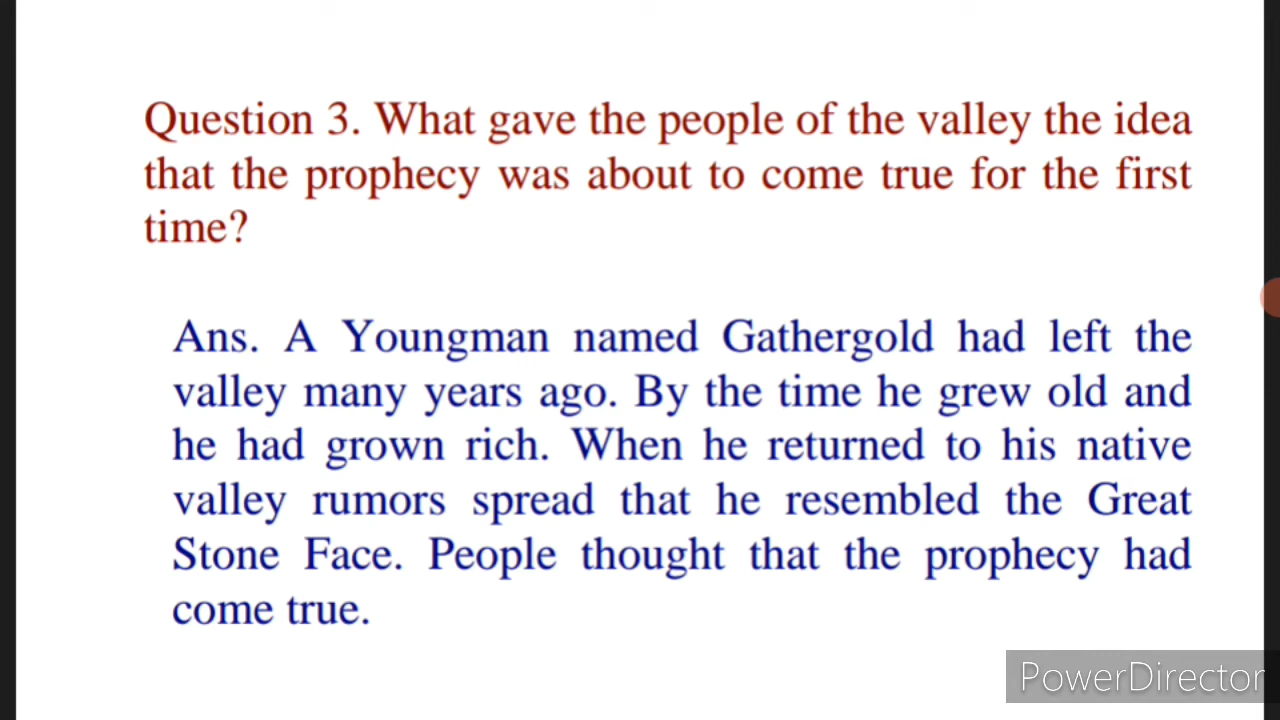 Question 3. What gave the people of the valley the idea
that the prophecy was about to come true for the first
time?
Ans. A Youngman named Gathergold had left the
valley many years ago. By the time he grew old and
he had grown rich. When he returned to his native
valley rumors spread that he resembled the Great
Stone Face. People thought that the prophecy had
come true.
PowerDirector